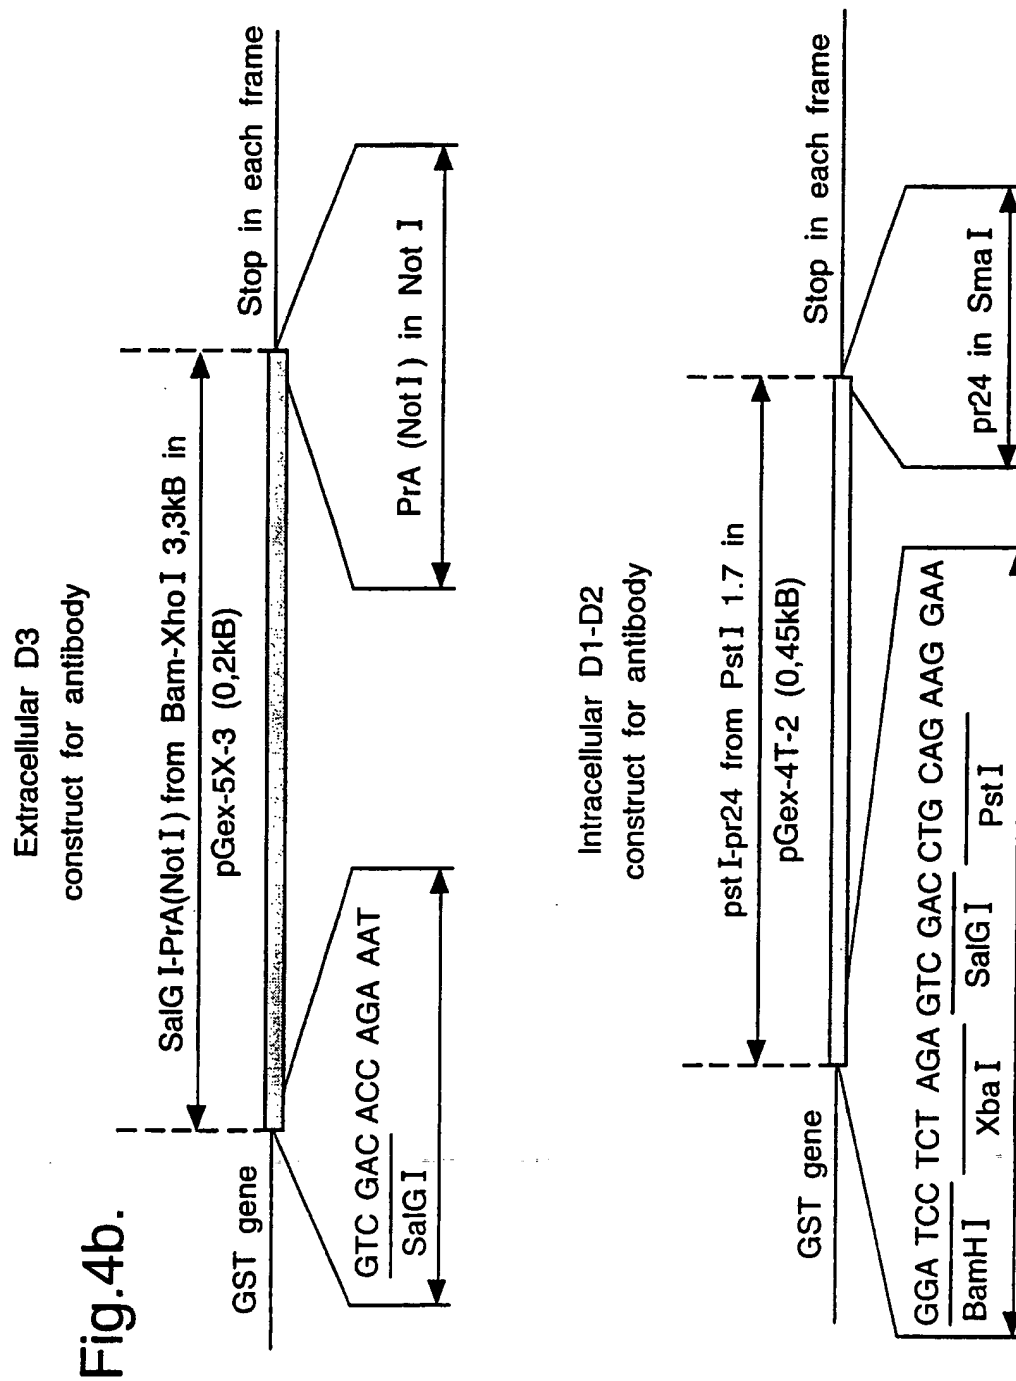 Fig.4b.
Extracellular D3
construct for antibody
SalG I-PrA(Not I) from Bam-Xho I 3,3kB in
pGex-5X-3 (0,2kB)
GST gene
Stop in each frame
GTC GAC ACC AGA AAT
SalG I
PrA (Not I) in Not I
Intracellular D1-D2
construct for antibody
pst I-pr24 from Pst I 1.7 in
pGex-4T-2 (0,45kB)
GST gene
Stop in each frame
GGA TCC TCT AGA GTC GAC CTG CAG AAG GAA
BamH I Xba I SalG I Pst I
pr24 in Sma I